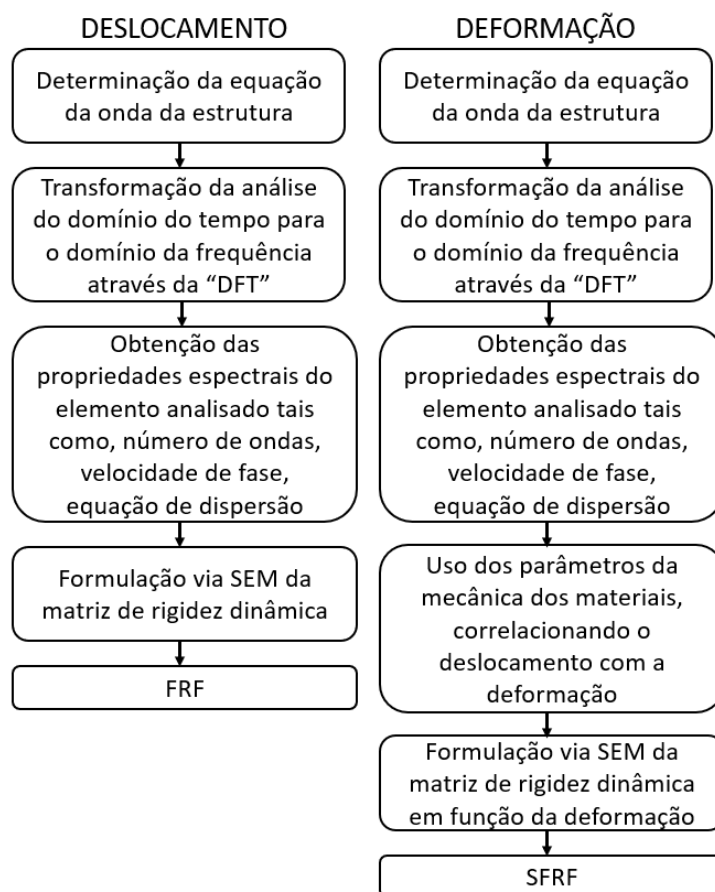 DESLOCAMENTO
Determinação da equação
da onda da estrutura
Transformação da análise
do domínio do tempo para
o domínio da frequência
através da “DFT”
Obtenção das
propriedades espectrais do
elemento analisado tais
como, número de ondas,
velocidade de fase,
equação de dispersão
Formulação via SEM da
matriz de rigidez dinâmica
FRF
DEFORMAÇÃO
Determinação da equação
da onda da estrutura
Transformação da análise
do domínio do tempo para
o domínio da frequência
através da “DFT”
Obtenção das
propriedades espectrais do
elemento analisado tais
como, número de ondas,
velocidade de fase,
equação de dispersão
Uso dos parâmetros da
mecânica dos materiais,
correlacionando o
deslocamento com a
deformação
Formulação via SEM da
matriz de rigidez dinâmica
em função da deformação
SFRF